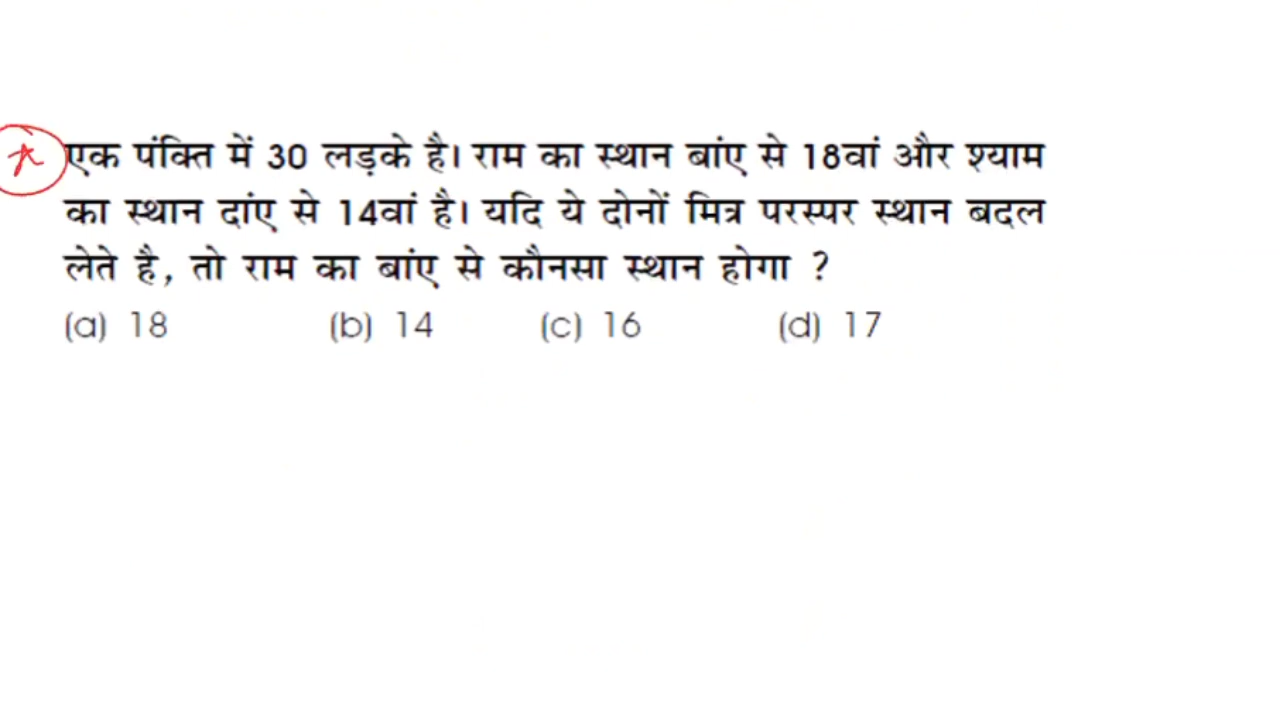 एक पंक्ति में 30 लड़के है। राम का स्थान बांए से 18वां और श्याम
का स्थान दांए से 14वां है। यदि ये दोनों मित्र परस्पर स्थान बदल
लेते है, तो राम का बांए से कौनसा स्थान होगा ?
(a) 18 (b) 14 (c) 16 (d) 17